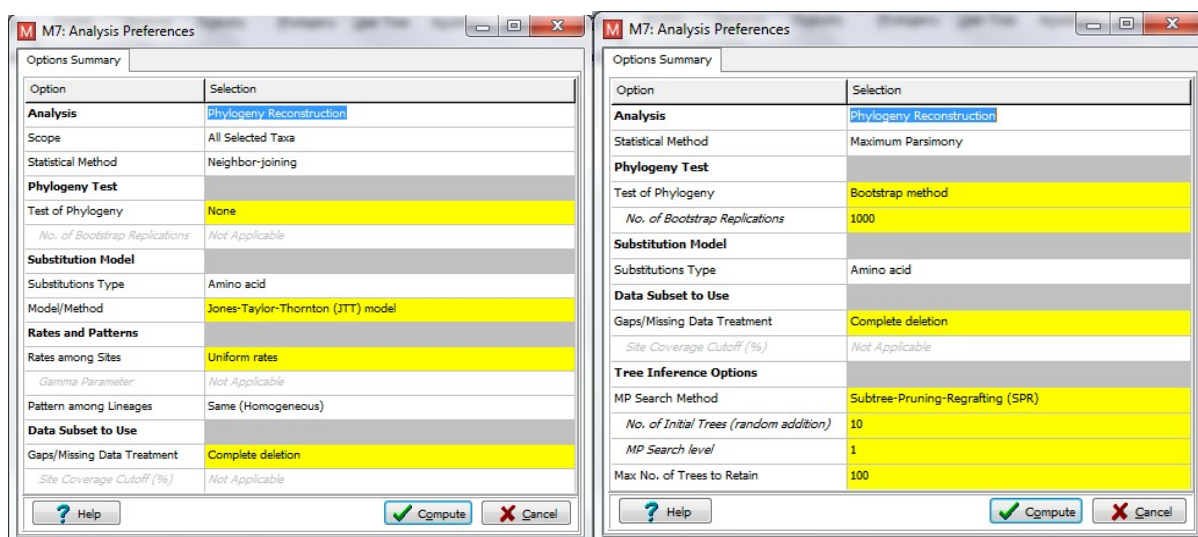 M M7: Analysis Preferences
Options Summary
Option Selection
Analysis Phylogeny Reconstruction
Scope All Selected Taxa
Statistical Method Neighbor-joining
Phylogeny Test
Test of Phylogeny None
No. of Bootstrap Replications Not Applicable
Substitution Model
Substitutions Type Amino acid
Model/Method Jones-Taylor-Thornton (JTT) model
Rates and Patterns
Rates among Sites Uniform rates
Gamma Parameter Not Applicable
Pattern among Lineages Same (Homogeneous)
Data Subset to Use
Gaps/Missing Data Treatment Complete deletion
Site Coverage Cutoff (%) Not Applicable
? Help Compute Cancel
M M7: Analysis Preferences
Options Summary
Option Selection
Analysis Phylogeny Reconstruction
Statistical Method Maximum Parsimony
Phylogeny Test
Test of Phylogeny Bootstrap method
No. of Bootstrap Replications 1000
Substitution Model
Substitutions Type Amino acid
Data Subset to Use
Gaps/Missing Data Treatment Complete deletion
Site Coverage Cutoff (%) Not Applicable
Tree Inference Options
MP Search Method Subtree-Pruning-Regrafting (SPR)
No. of Initial Trees (random addition) 10
MP Search level 1
Max No. of Trees to Retain 100
? Help Compute Cancel